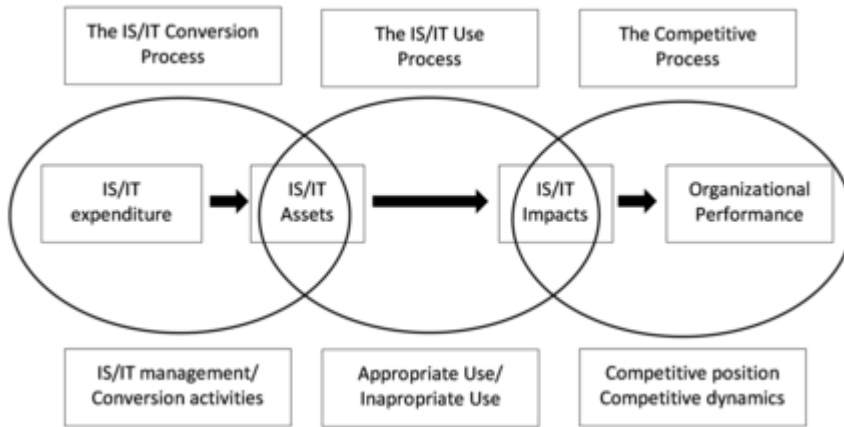 The IS/IT Conversion
Process
The IS/IT Use
Process
The Competitive
Process
IS/IT
expenditure
IS/IT
Assets
IS/IT
Impacts
Organizational
Performance
IS/IT management/
Conversion activities
Appropriate Use/
Inapropriate Use
Competitive position
Competitive dynamics